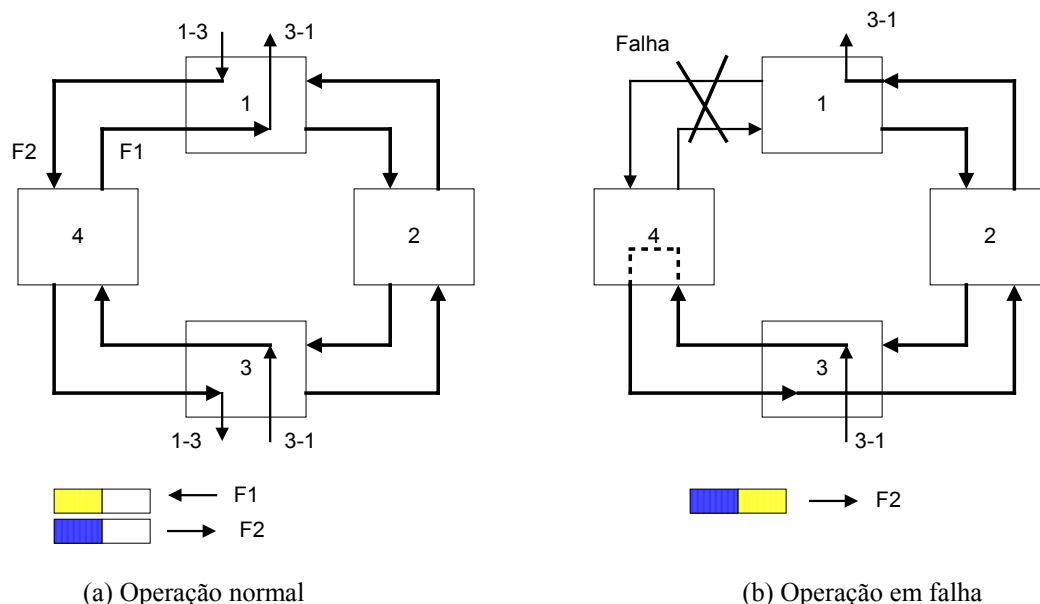 1-3 3-1
1
F2 F1
4 2
3
1-3 3-1
F1
F2
(a) Operação normal
3-1
Falha
1
4 2
3
3-1
F2
(b) Operação em falha